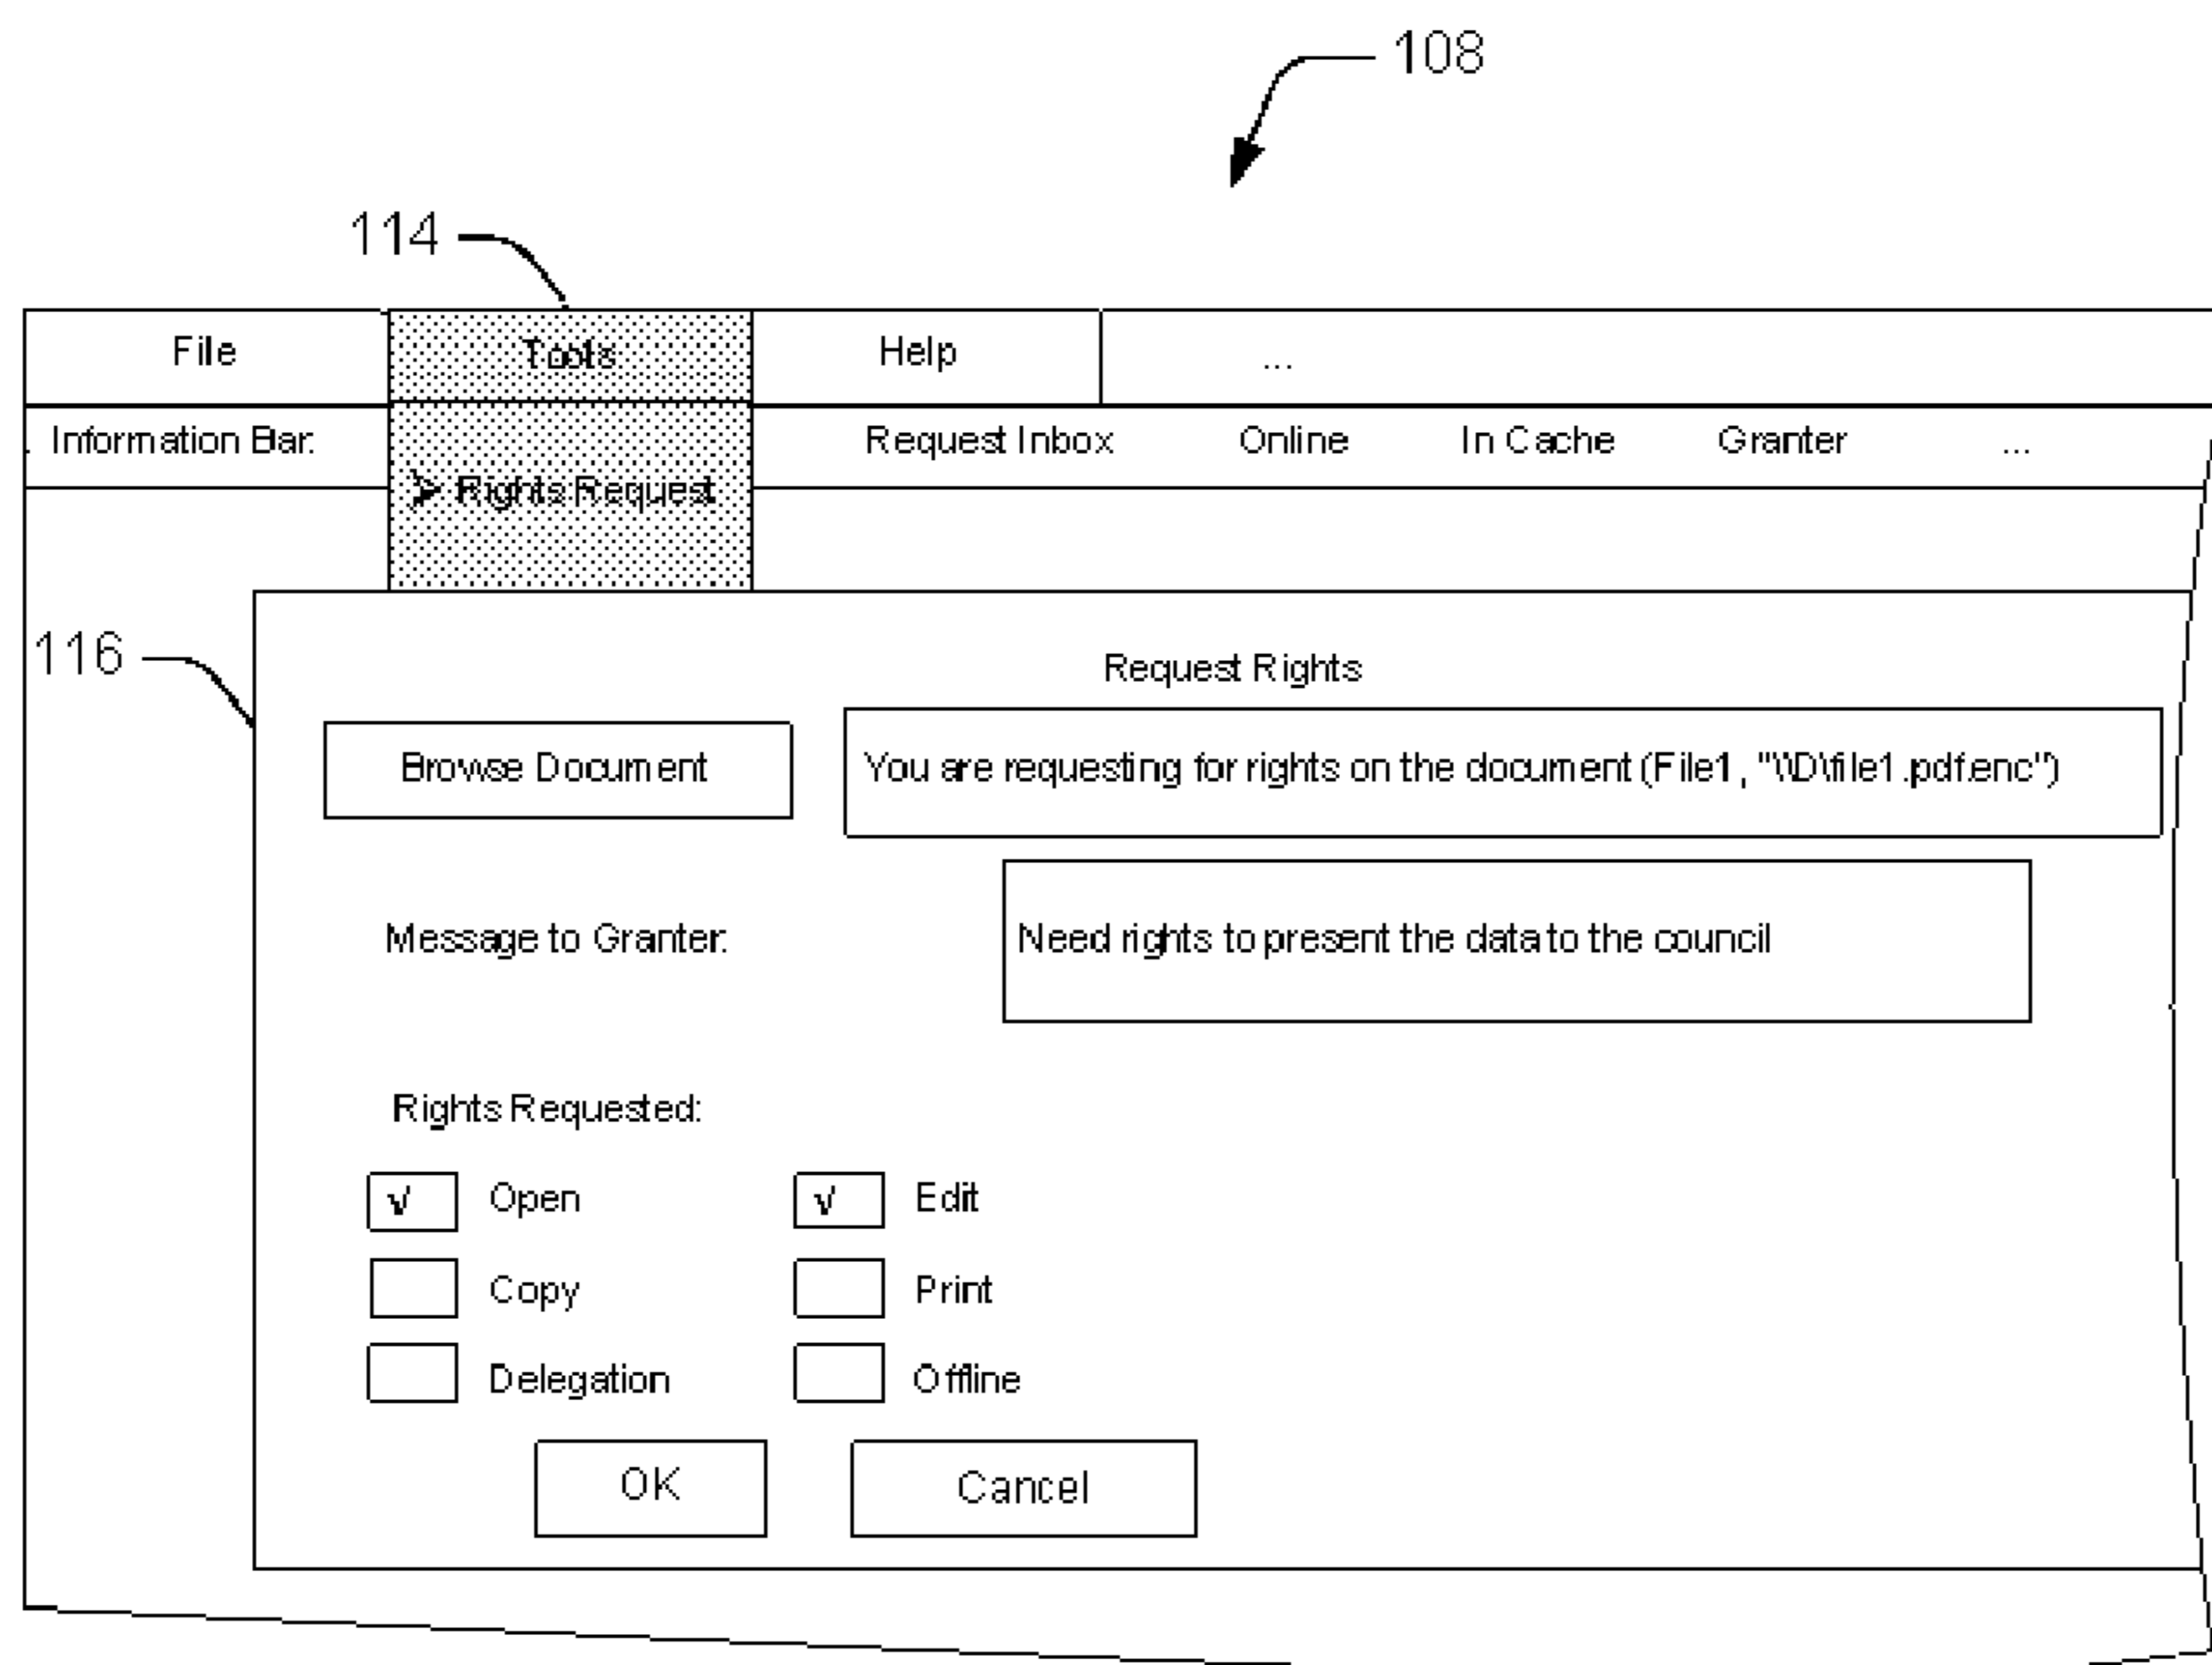 108
114
File Tools Help ...
Information Bar: Request Inbox Online In Cache Granter ...
➢ Rights Request
116
Request Rights
Browse Document You are requesting for rights on the document (File1, "\\D\file1.pdf.enc")
Message to Granter: Need rights to present the data to the council
Rights Requested:
√ Open √ Edit
Copy Print
Delegation Offline
OK Cancel